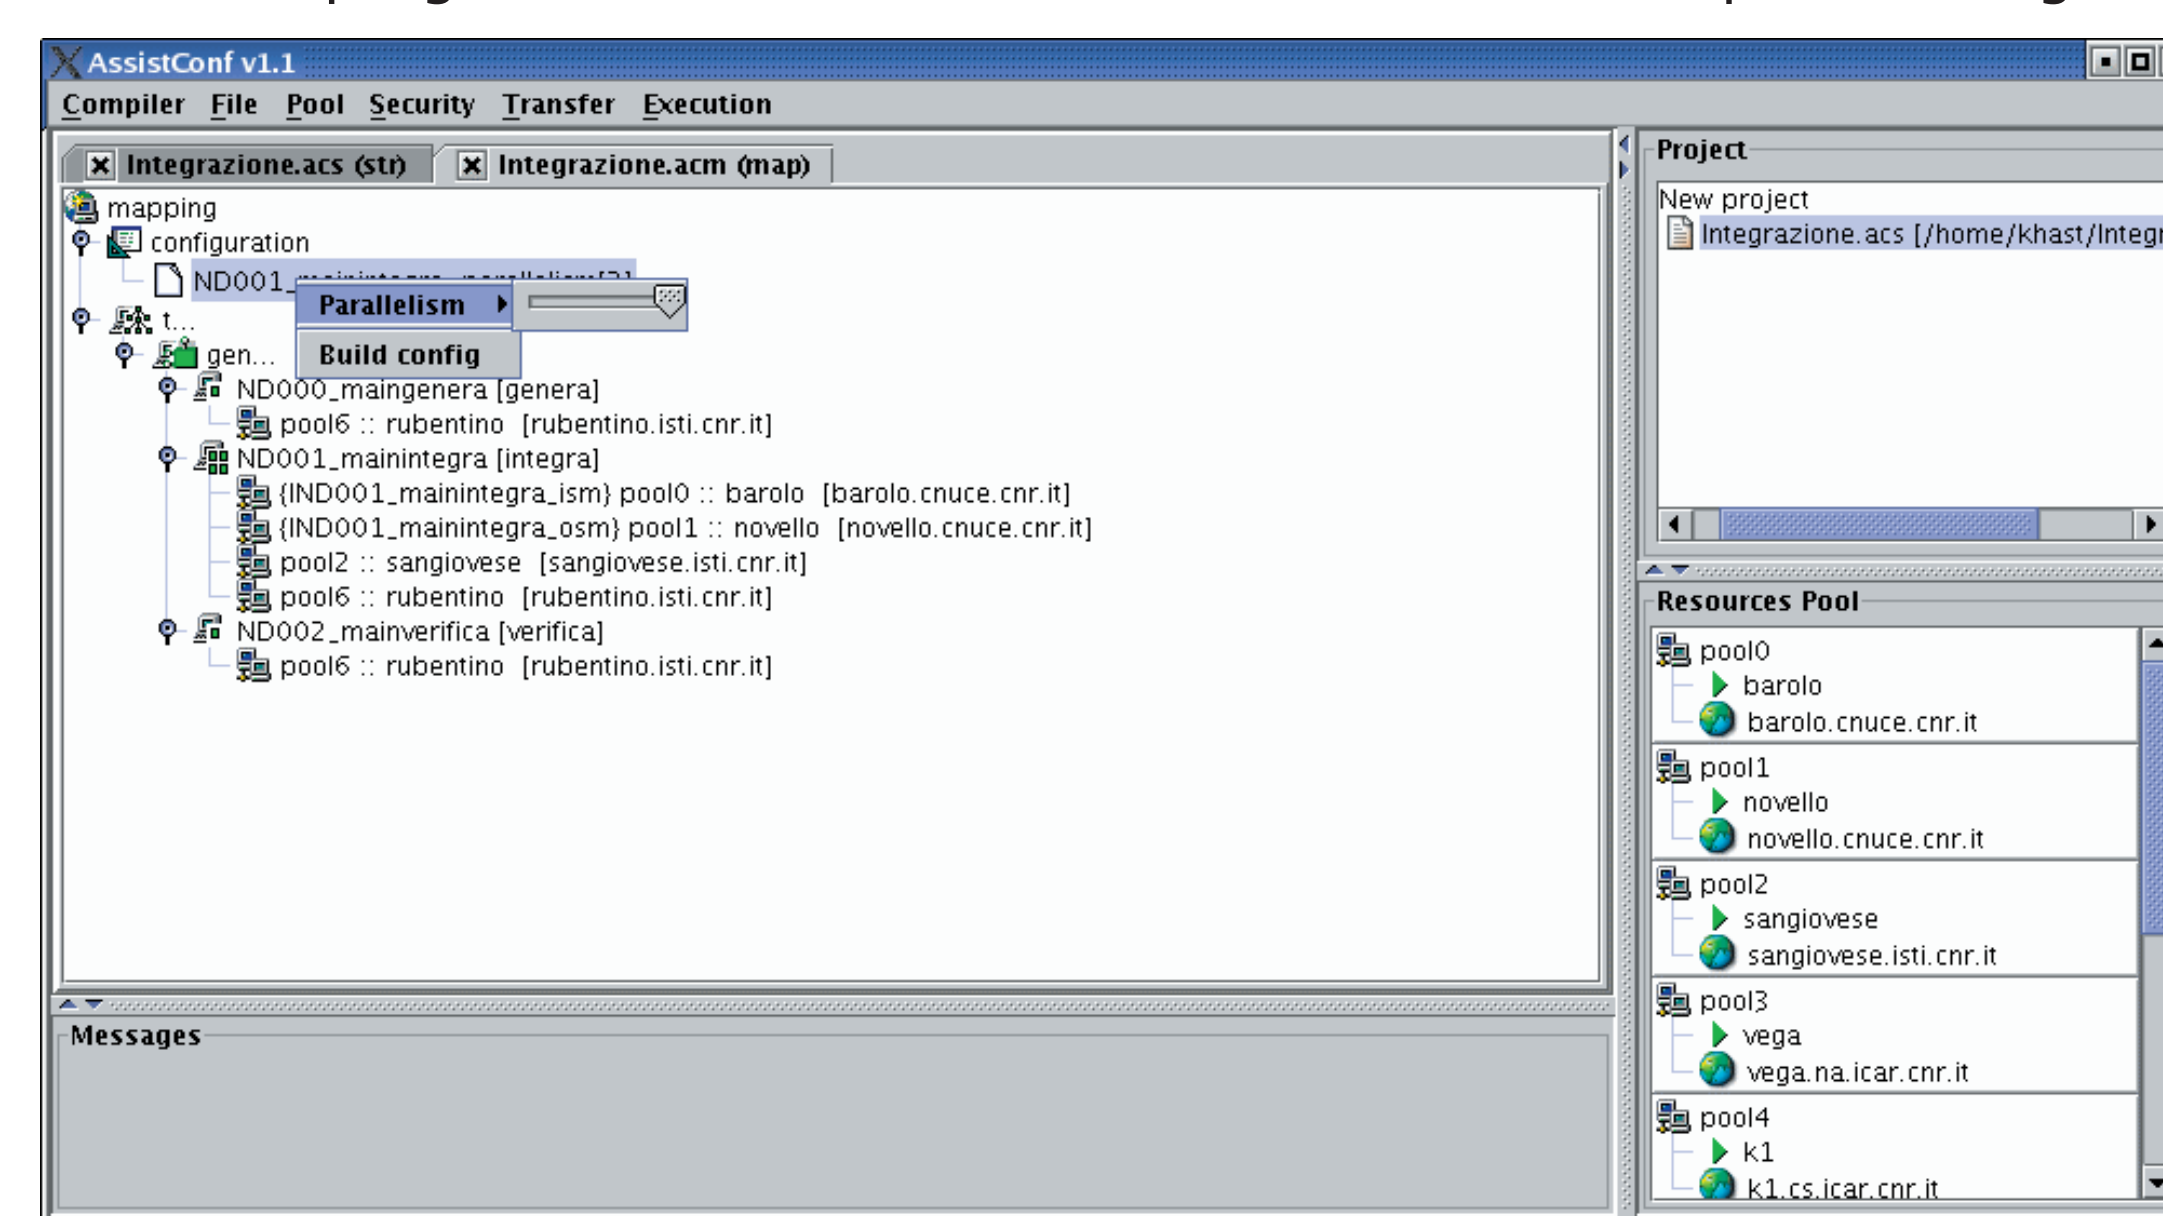 AssistConf v1.1
Compiler File Pool Security Transfer Execution
Integrazione.acs (str) Integrazione.acm (map)
mapping
configuration
ND001_
Parallelism
Build config
t...
gen...
ND000_maingenera [genera]
pool6 :: rubentino [rubentino.isti.cnr.it]
ND001_mainintegra [integra]
{IND001_mainintegra_ism} pool0 :: barolo [barolo.cnuce.cnr.it]
{IND001_mainintegra_osm} pool1 :: novello [novello.cnuce.cnr.it]
pool2 :: sangiovese [sangiovese.isti.cnr.it]
pool6 :: rubentino [rubentino.isti.cnr.it]
ND002_mainverifica [verifica]
pool6 :: rubentino [rubentino.isti.cnr.it]
Messages
Project
New project
Integrazione.acs [/home/khast/Integr
Resources Pool
pool0
barolo
barolo.cnuce.cnr.it
pool1
novello
novello.cnuce.cnr.it
pool2
sangiovese
sangiovese.isti.cnr.it
pool3
vega
vega.na.icar.cnr.it
pool4
k1
k1.cs.icar.cnr.it